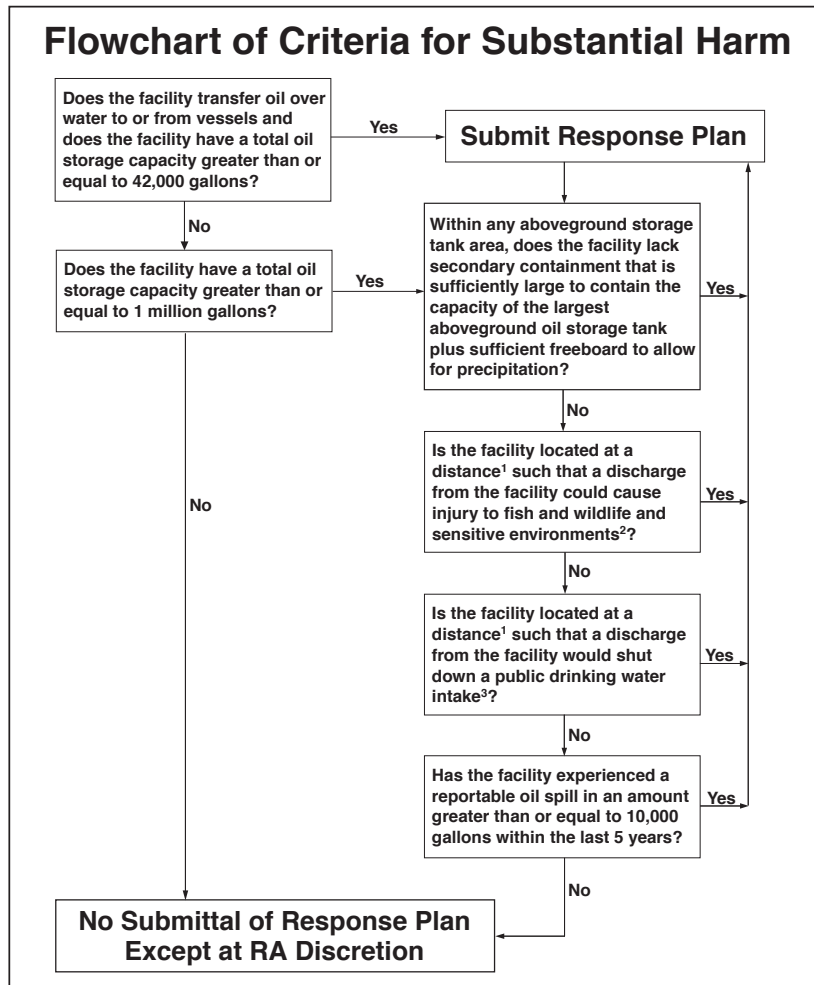 Flowchart of Criteria for Substantial Harm
Does the facility transfer oil over
water to or from vessels and
does the facility have a total oil
storage capacity greater than or
equal to 42,000 gallons?
Yes
Submit Response Plan
No
Does the facility have a total oil
storage capacity greater than or
equal to 1 million gallons?
Yes
Within any aboveground storage
tank area, does the facility lack
secondary containment that is
sufficiently large to contain the
capacity of the largest
aboveground oil storage tank
plus sufficient freeboard to allow
for precipitation?
Yes
No
Is the facility located at a
distance¹ such that a discharge
from the facility could cause
injury to fish and wildlife and
sensitive environments²?
Yes
No
No
Is the facility located at a
distance¹ such that a discharge
from the facility would shut
down a public drinking water
intake³?
Yes
No
Has the facility experienced a
reportable oil spill in an amount
greater than or equal to 10,000
gallons within the last 5 years?
Yes
No
No Submittal of Response Plan
Except at RA Discretion